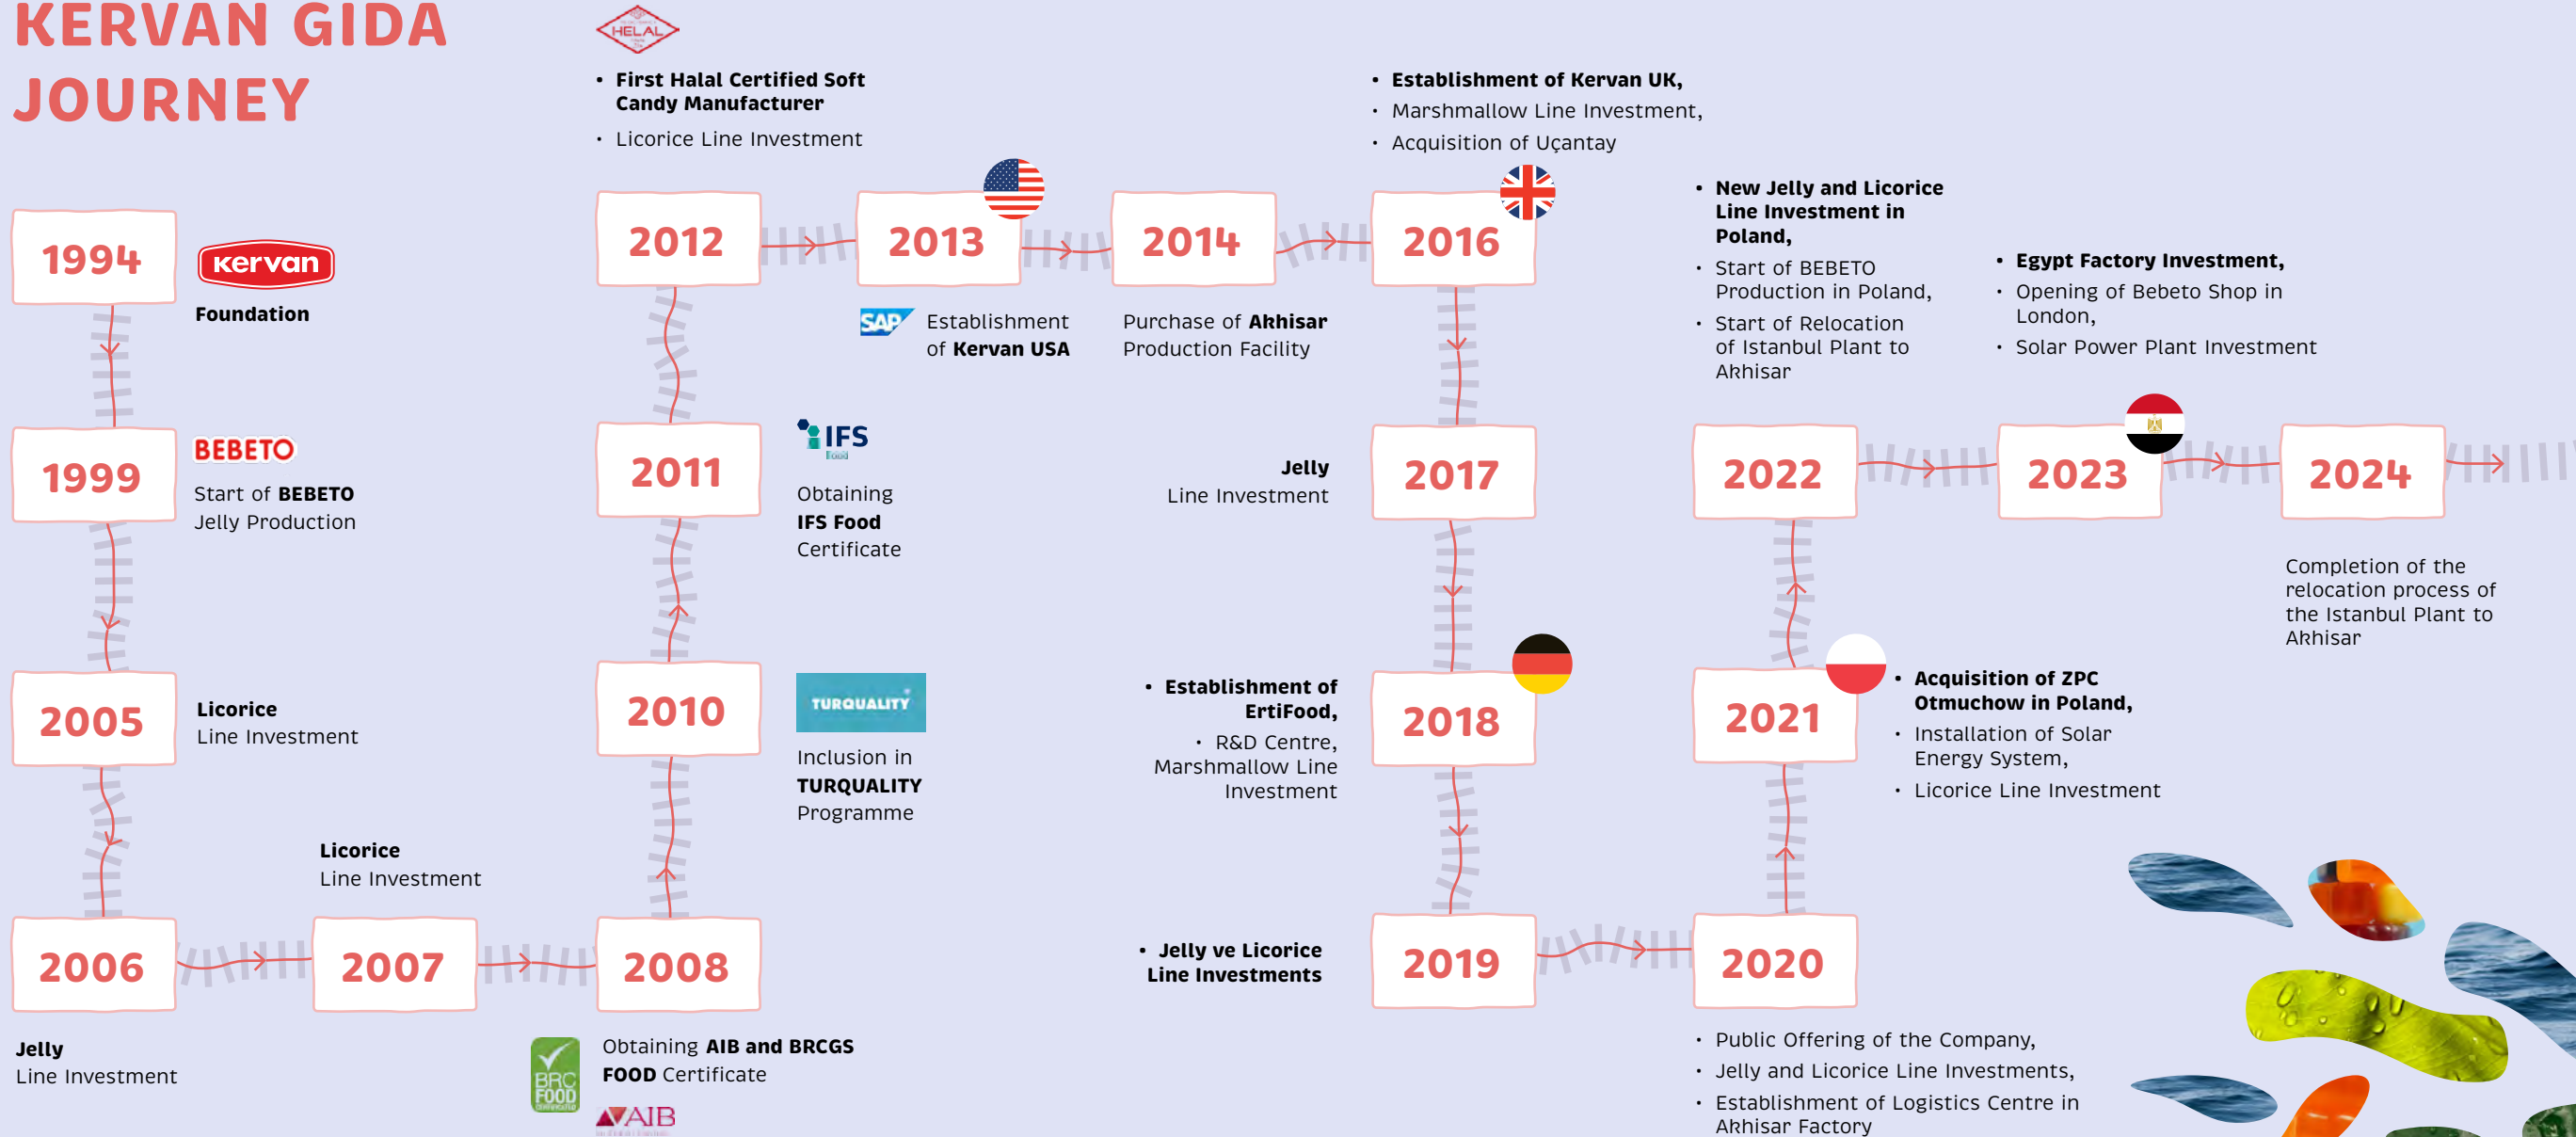 KERVAN GIDA
JOURNEY
1994
kervan
Foundation
1999
BEBETO
Start of BEBETO
Jelly Production
2005
Licorice
Line Investment
2006
Jelly
Line Investment
2007
Licorice
Line Investment
2008
BRC
FOOD
Obtaining AIB and BRCGS
FOOD Certificate
AIB
2010
TURQUALITY
Inclusion in
TURQUALITY
Programme
2011
IFS
Food
Obtaining
IFS Food
Certificate
2012
HELAL
• First Halal Certified Soft
Candy Manufacturer
• Licorice Line Investment
2013
SAP
Establishment
of Kervan USA
2014
Purchase of Akhisar
Production Facility
2016
• Establishment of Kervan UK,
• Marshmallow Line Investment,
• Acquisition of Uçantay
2017
Jelly
Line Investment
2018
• Establishment of
ErtiFood,
• R&D Centre,
Marshmallow Line
Investment
2019
• Jelly ve Licorice
Line Investments
2020
• Public Offering of the Company,
• Jelly and Licorice Line Investments,
• Establishment of Logistics Centre in
Akhisar Factory
2021
• Acquisition of ZPC
Otmuchow in Poland,
• Installation of Solar
Energy System,
• Licorice Line Investment
2022
• New Jelly and Licorice
Line Investment in
Poland,
• Start of BEBETO
Production in Poland,
• Start of Relocation
of Istanbul Plant to
Akhisar
2023
• Egypt Factory Investment,
• Opening of Bebeto Shop in
London,
• Solar Power Plant Investment
2024
Completion of the
relocation process of
the Istanbul Plant to
Akhisar